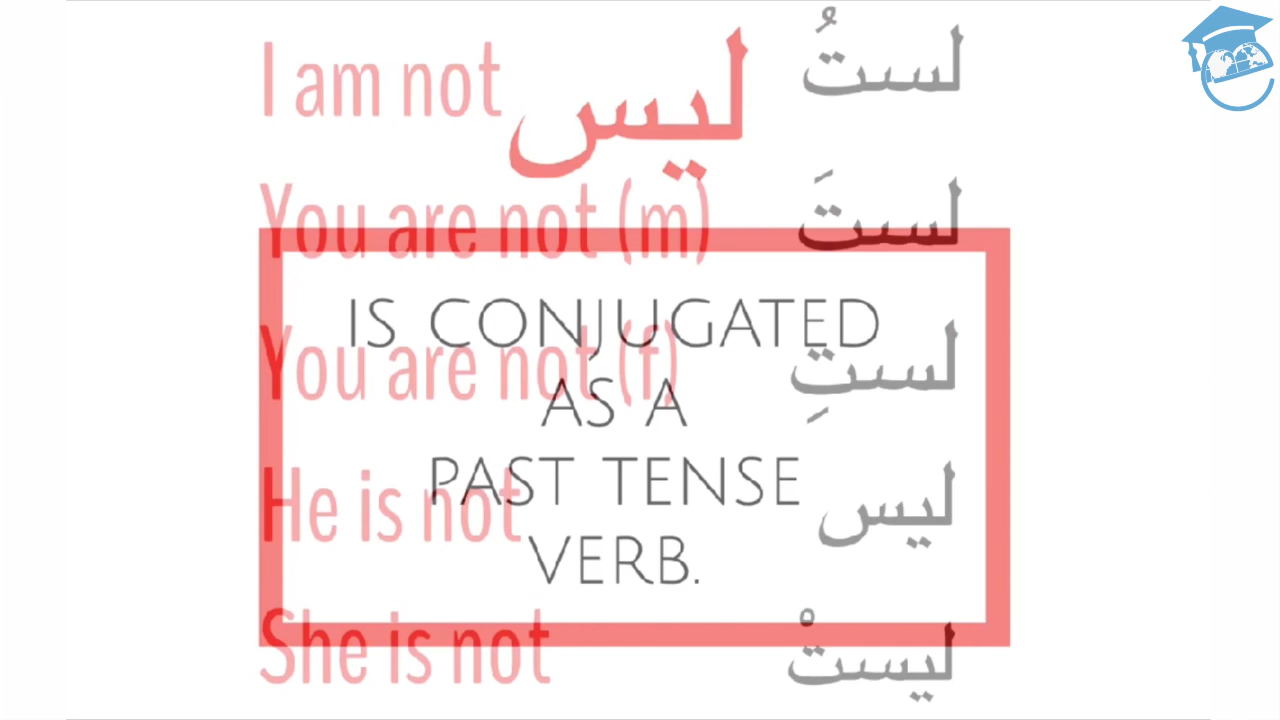 ليس
IS CONJUGATED
AS A
PAST TENSE
VERB.
I am not لستُ
You are not (m) لستَ
You are not (f) لستِ
He is not ليس
She is not ليستْ